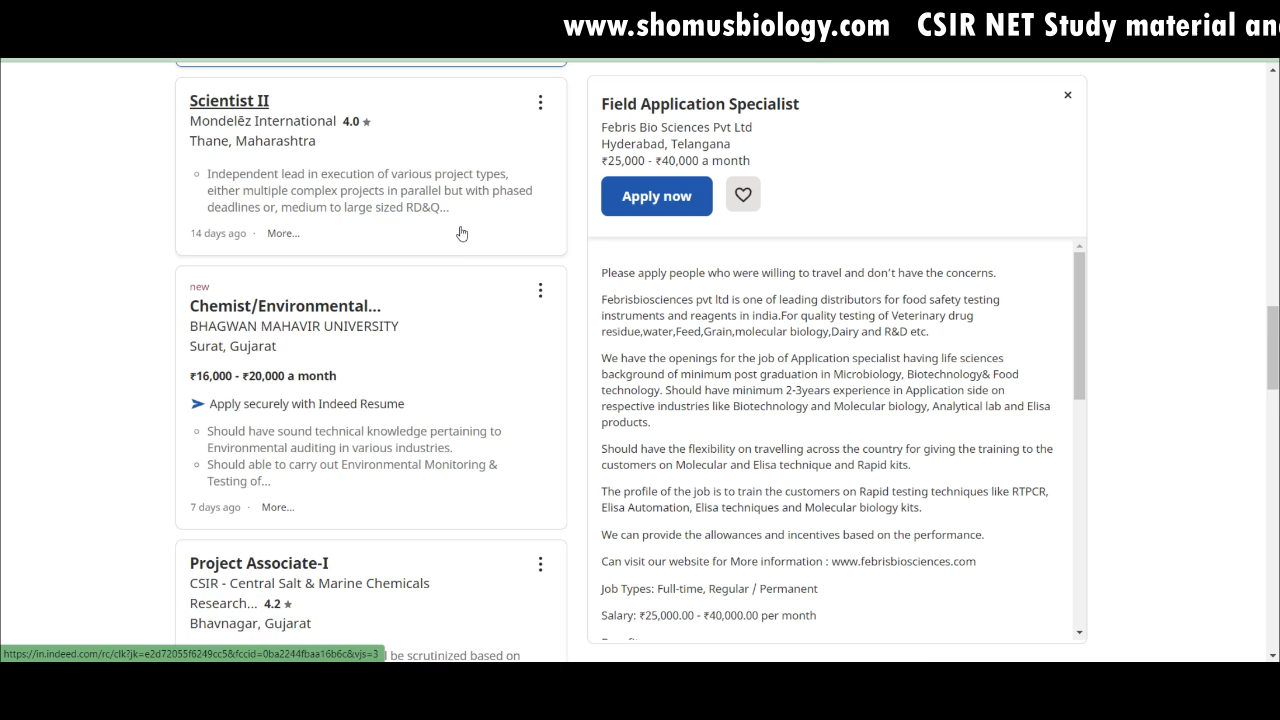 www.shomusbiology.com CSIR NET Study material an
Scientist II
Mondelēz International 4.0
Thane, Maharashtra
Independent lead in execution of various project types,
either multiple complex projects in parallel but with phased
deadlines or, medium to large sized RD&Q...
14 days ago · More...
new
Chemist/Environmental...
BHAGWAN MAHAVIR UNIVERSITY
Surat, Gujarat
₹16,000 - ₹20,000 a month
Apply securely with Indeed Resume
Should have sound technical knowledge pertaining to
Environmental auditing in various industries.
Should able to carry out Environmental Monitoring &
Testing of...
7 days ago · More...
Project Associate-I
CSIR - Central Salt & Marine Chemicals
Research... 4.2
Bhavnagar, Gujarat
be scrutinized based on
https://in.indeed.com/rc/clk?jk=e2d72055f6249cc5&fccid=0ba2244fbaa16b6c&vjs=3
Field Application Specialist
Febris Bio Sciences Pvt Ltd
Hyderabad, Telangana
₹25,000 - ₹40,000 a month
Apply now
Please apply people who were willing to travel and don't have the concerns.
Febrisbiosciences pvt ltd is one of leading distributors for food safety testing
instruments and reagents in india.For quality testing of Veterinary drug
residue,water,Feed,Grain,molecular biology,Dairy and R&D etc.
We have the openings for the job of Application specialist having life sciences
background of minimum post graduation in Microbiology, Biotechnology& Food
technology. Should have minimum 2-3years experience in Application side on
respective industries like Biotechnology and Molecular biology, Analytical lab and Elisa
products.
Should have the flexibility on travelling across the country for giving the training to the
customers on Molecular and Elisa technique and Rapid kits.
The profile of the job is to train the customers on Rapid testing techniques like RTPCR,
Elisa Automation, Elisa techniques and Molecular biology kits.
We can provide the allowances and incentives based on the performance.
Can visit our website for More information : www.febrisbiosciences.com
Job Types: Full-time, Regular / Permanent
Salary: ₹25,000.00 - ₹40,000.00 per month